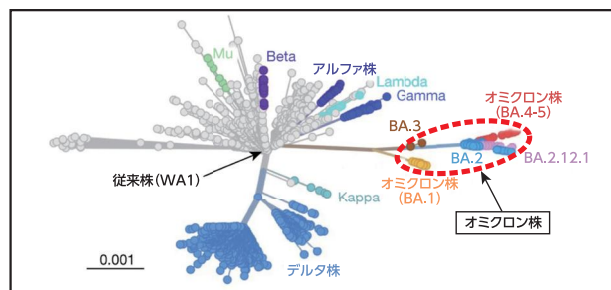 Mu
Beta
アルファ株
Lambda
Gamma
オミクロン株
(BA.4-5)
BA.3
BA.2
BA.2.12.1
従来株(WA1)
オミクロン株
(BA.1)
Kappa
オミクロン株
デルタ株
0.001